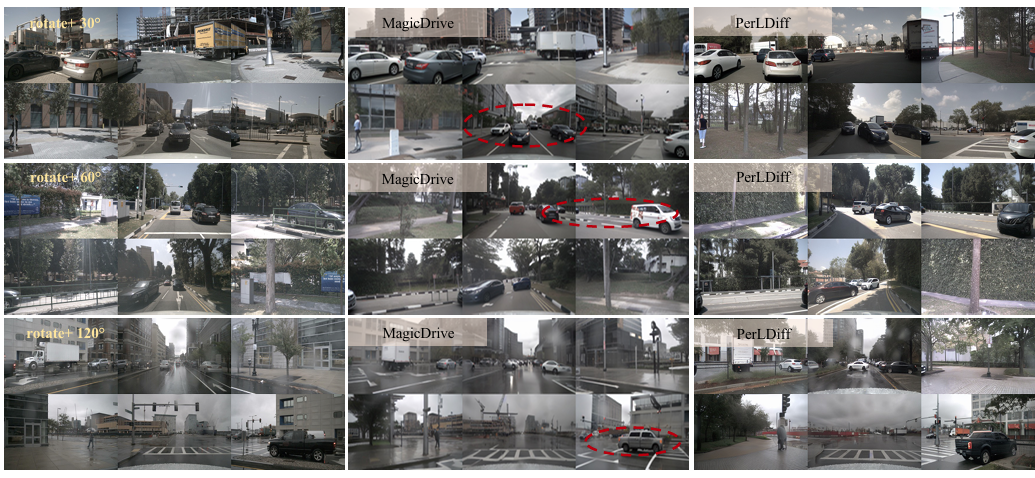 rotate+ 30°
MagicDrive
PerLDiff
rotate+ 60°
MagicDrive
PerLDiff
rotate+ 120°
MagicDrive
PerLDiff